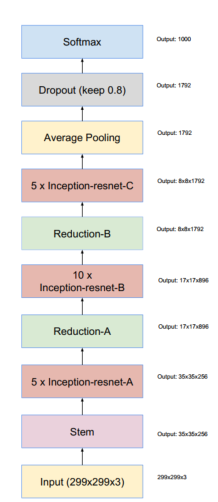 Softmax
Output: 1000
Dropout (keep 0.8)
Output: 1792
Average Pooling
Output: 1792
5 x Inception-resnet-C
Output: 8x8x1792
Reduction-B
Output: 8x8x1792
10 x
Inception-resnet-B
Output: 17x17x896
Reduction-A
Output: 17x17x896
5 x Inception-resnet-A
Output: 35x35x256
Stem
Output: 35x35x256
Input (299x299x3)
299x299x3